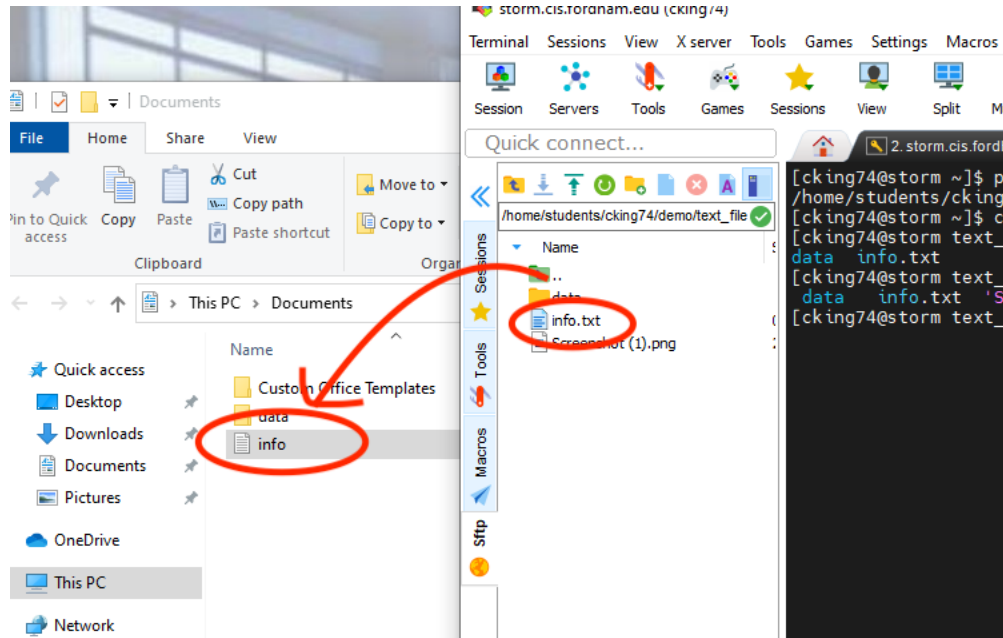 Documents
File Home Share View
Pin to Quick access
Copy
Paste
Cut
Copy path
Paste shortcut
Move to
Copy to
Clipboard
Organ
This PC > Documents
Name
Quick access
Desktop
Downloads
Documents
Pictures
OneDrive
This PC
Network
Custom Office Templates
data
info
storm.cis.fordham.edu (cking74)
Terminal Sessions View X server Tools Games Settings Macros
Session Servers Tools Games Sessions View Split
Quick connect...
2. storm.cis.fordh
/home/students/cking74/demo/text_file
Name
..
data
info.txt
Screenshot (1).png
Sessions
Tools
Macros
Sftp
[cking74@storm ~]$ p
/home/students/cking
[cking74@storm ~]$ c
[cking74@storm text_
data info.txt
[cking74@storm text_
data info.txt 'S
[cking74@storm text_